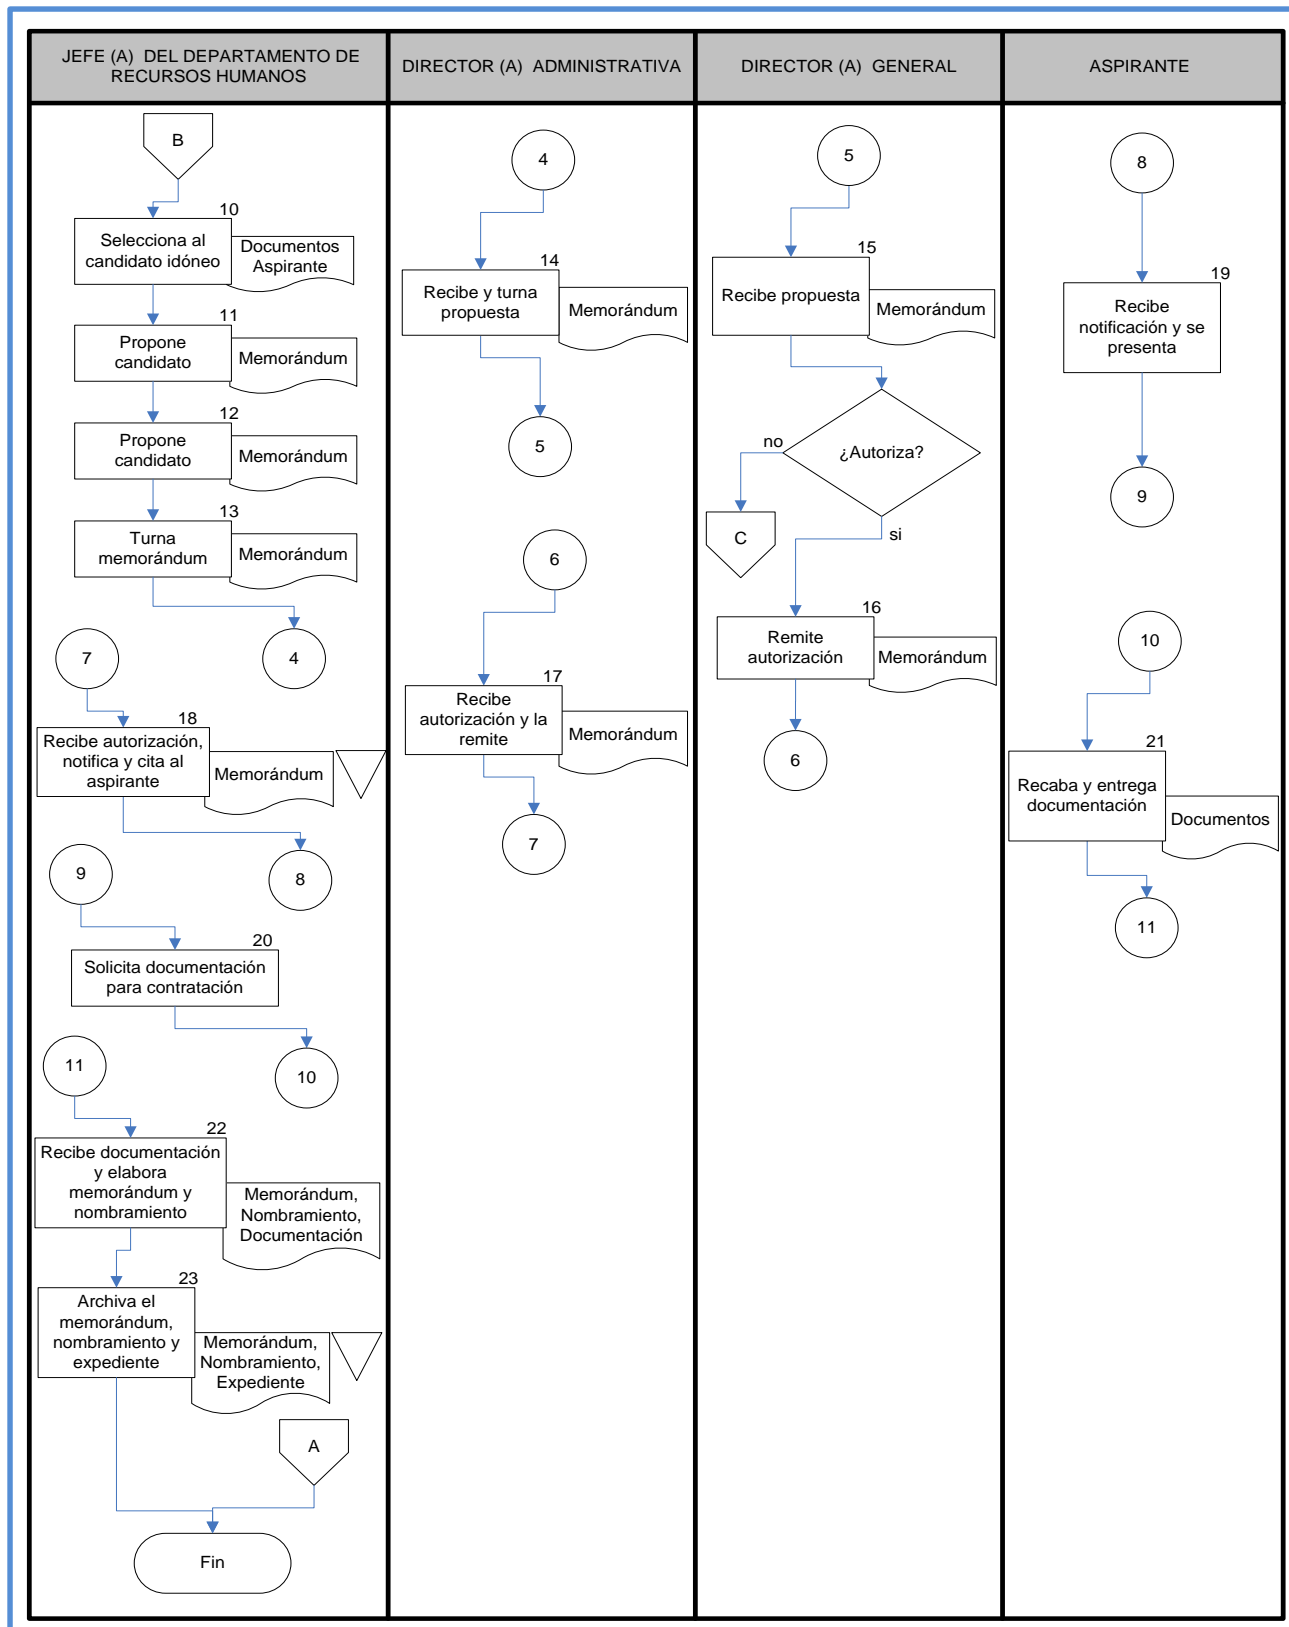 JEFE (A)  DEL DEPARTAMENTO DE
RECURSOS HUMANOS
DIRECTOR (A)  ADMINISTRATIVA
DIRECTOR (A)  GENERAL
ASPIRANTE
B
10
Selecciona al
candidato idóneo
Documentos
Aspirante
11
Propone
candidato
Memorándum
12
Propone
candidato
Memorándum
13
Turna
memorándum
Memorándum
7
4
18
Recibe autorización,
notifica y cita al
aspirante
Memorándum
9
8
20
Solicita documentación
para contratación
11
10
22
Recibe documentación
y elabora
memorándum y
nombramiento
Memorándum,
Nombramiento,
Documentación
23
Archiva el
memorándum,
nombramiento y
expediente
Memorándum,
Nombramiento,
Expediente
A
Fin
4
14
Recibe y turna
propuesta
Memorándum
5
6
17
Recibe
autorización y la
remite
Memorándum
7
5
15
Recibe propuesta
Memorándum
¿Autoriza?
no
C
si
16
Remite
autorización
Memorándum
6
8
19
Recibe
notificación y se
presenta
9
10
21
Recaba y entrega
documentación
Documentos
11